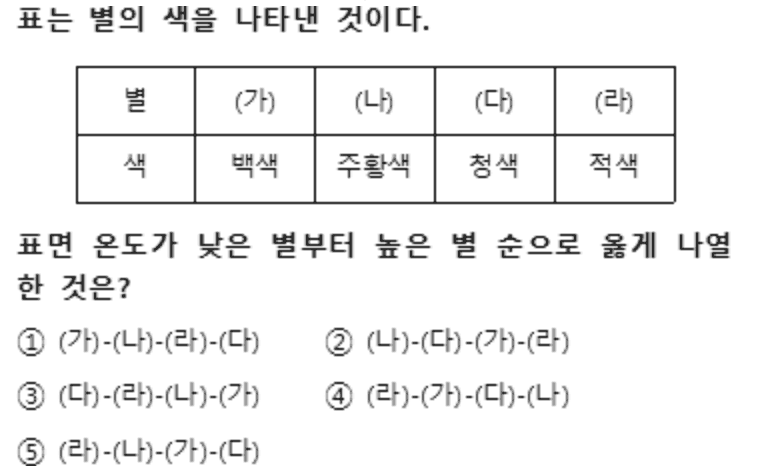 표는 별의 색을 나타낸 것이다.
별 (가) (나) (다) (라)
색 백색 주황색 청색 적색
표면 온도가 낮은 별부터 높은 별 순으로 옳게 나열
한 것은?
① (가)-(나)-(라)-(다) ② (나)-(다)-(가)-(라)
③ (다)-(라)-(나)-(가) ④ (라)-(가)-(다)-(나)
⑤ (라)-(나)-(가)-(다)